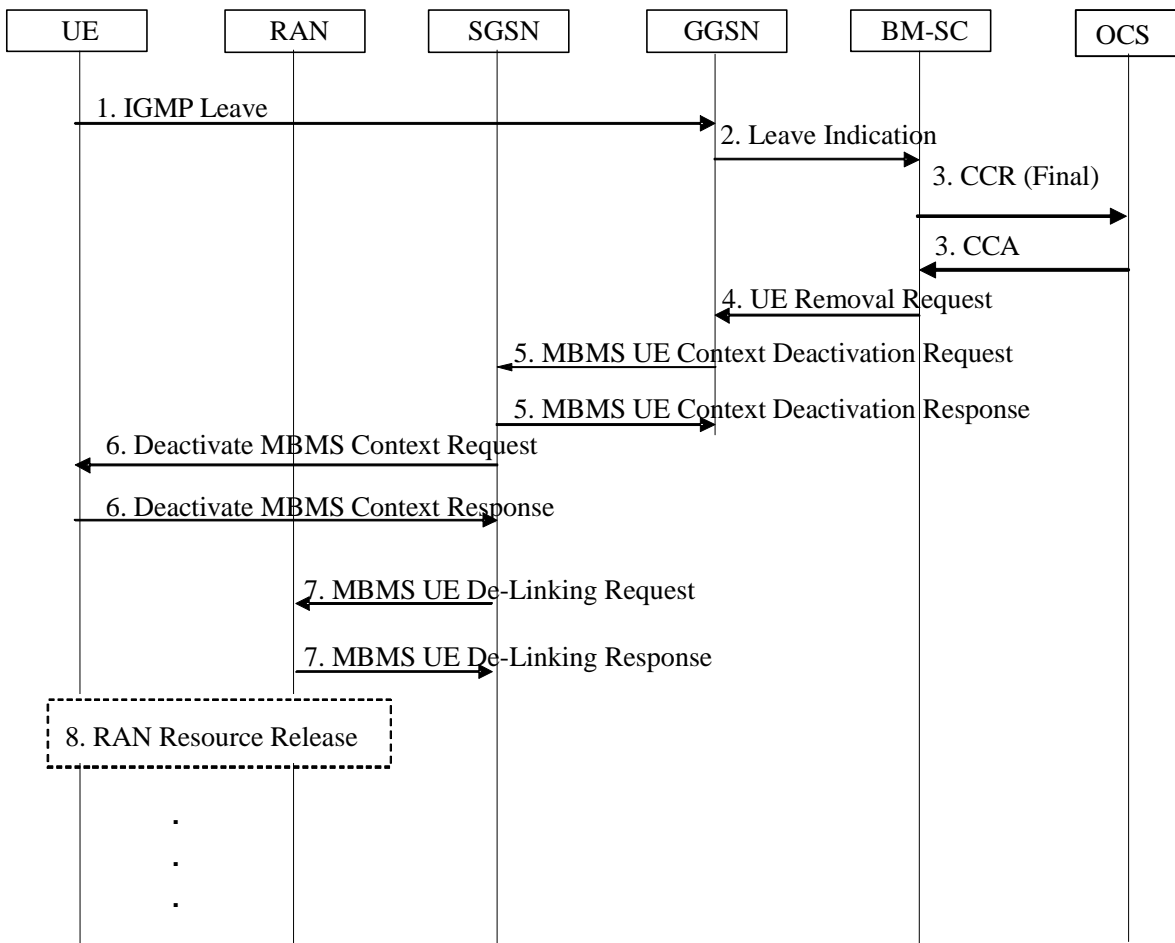 UE
RAN
SGSN
GGSN
BM-SC
OCS
1. IGMP Leave
2. Leave Indication
3. CCR (Final)
3. CCA
4. UE Removal Request
5. MBMS UE Context Deactivation Request
5. MBMS UE Context Deactivation Response
6. Deactivate MBMS Context Request
6. Deactivate MBMS Context Response
7. MBMS UE De-Linking Request
7. MBMS UE De-Linking Response
8. RAN Resource Release
.
.
.